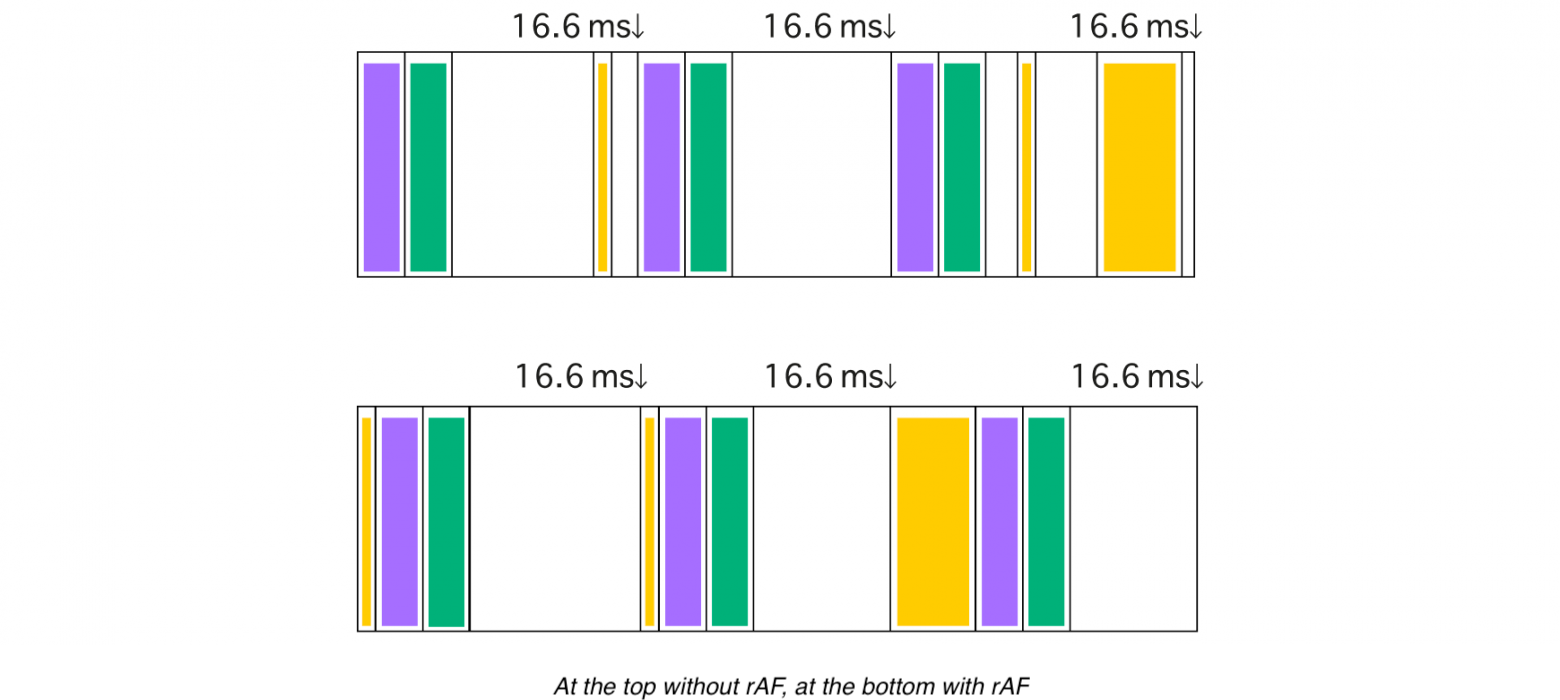 16.6 ms↓ 16.6 ms↓ 16.6 ms↓
16.6 ms↓ 16.6 ms↓ 16.6 ms↓
At the top without rAF, at the bottom with rAF